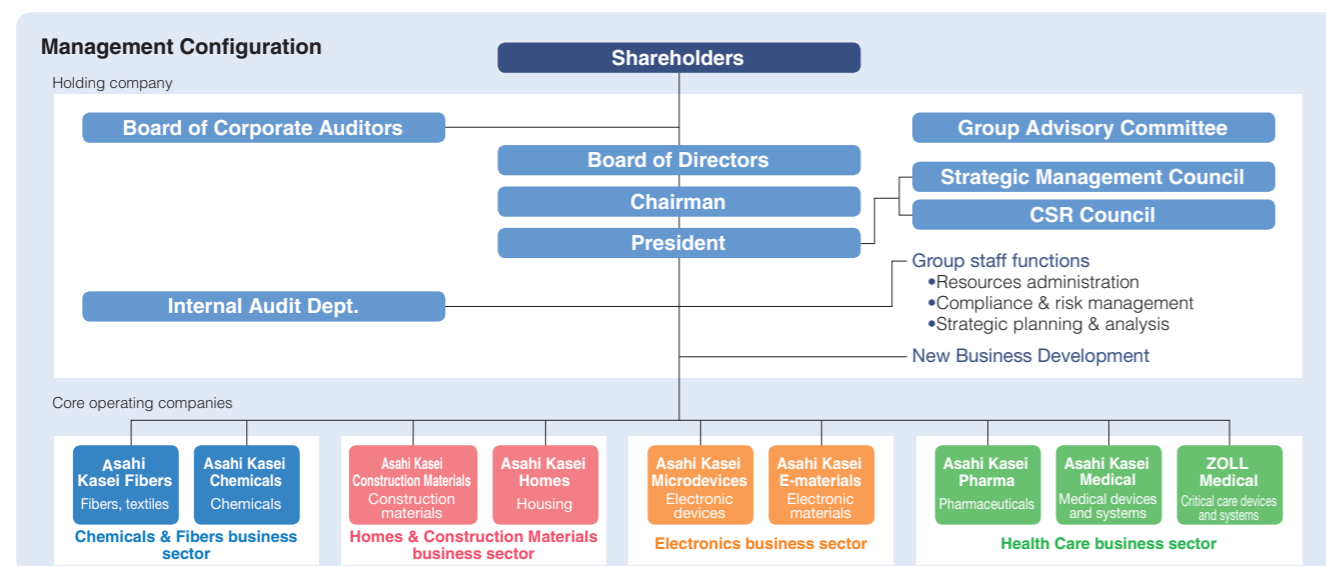 Management Configuration
Shareholders
Holding company
Board of Corporate Auditors
Group Advisory Committee
Board of Directors
Strategic Management Council
Chairman
CSR Council
President
Group staff functions
•Resources administration
•Compliance & risk management
•Strategic planning & analysis
Internal Audit Dept.
New Business Development
Core operating companies
Asahi
Kasei Fibers
Fibers, textiles
Asahi Kasei
Chemicals
Chemicals
Chemicals & Fibers business
sector
Asahi Kasei
Construction Materials
Construction
materials
Asahi Kasei
Homes
Housing
Homes & Construction Materials
business sector
Asahi Kasei
Microdevices
Electronic
devices
Asahi Kasei
E-materials
Electronic
materials
Electronics business sector
Asahi Kasei
Pharma
Pharmaceuticals
Asahi Kasei
Medical
Medical devices
and systems
ZOLL
Medical
Critical care devices
and systems
Health Care business sector